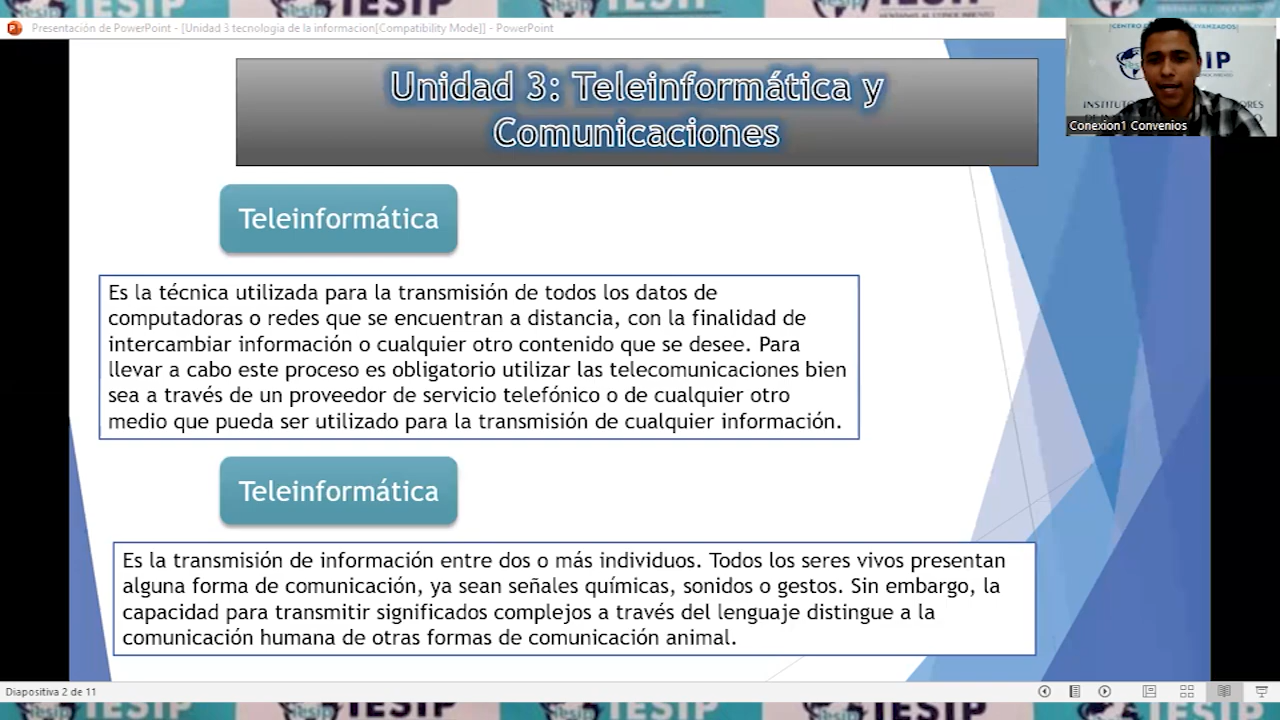 IESIP
Presentación de PowerPoint - [Unidad 3 tecnología de la informacion[Compatibility Mode]] - PowerPoint
Unidad 3: Teleinformática y
Comunicaciones
Conexion1 Convenios
Teleinformática
Es la técnica utilizada para la transmisión de todos los datos de
computadoras o redes que se encuentran a distancia, con la finalidad de
intercambiar información o cualquier otro contenido que se desee. Para
llevar a cabo este proceso es obligatorio utilizar las telecomunicaciones bien
sea a través de un proveedor de servicio telefónico o de cualquier otro
medio que pueda ser utilizado para la transmisión de cualquier información.
Teleinformática
Es la transmisión de información entre dos o más individuos. Todos los seres vivos presentan
alguna forma de comunicación, ya sean señales químicas, sonidos o gestos. Sin embargo, la
capacidad para transmitir significados complejos a través del lenguaje distingue a la
comunicación humana de otras formas de comunicación animal.
Diapositiva 2 de 11